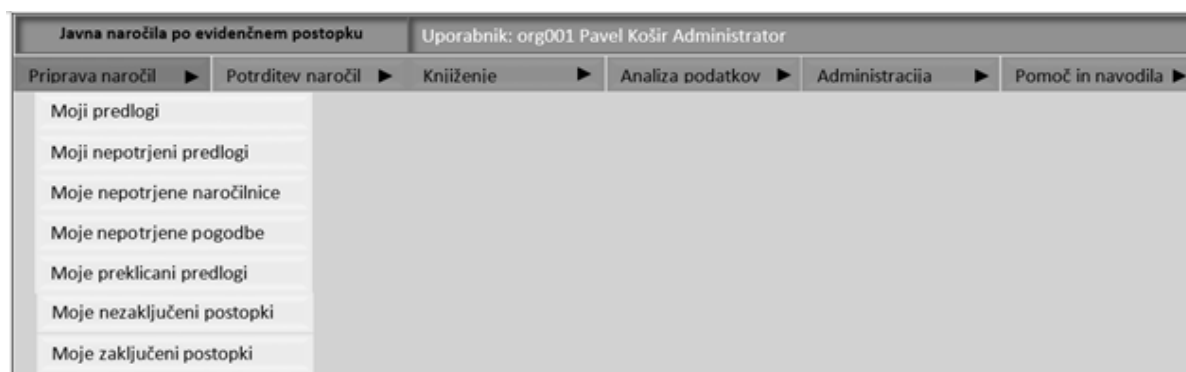 Javna naročila po evidenčnem postopku Uporabnik: org001 Pavel Košir Administrator
Priprava naročil ▶ Potrditev naročil ▶ Knjiženje ▶ Analiza podatkov ▶ Administracija ▶ Pomoč in navodila ▶
Moji predlogi
Moji nepotrjeni predlogi
Moje nepotrjene naročilnice
Moje nepotrjene pogodbe
Moje preklicani predlogi
Moje nezaključeni postopki
Moje zaključeni postopki